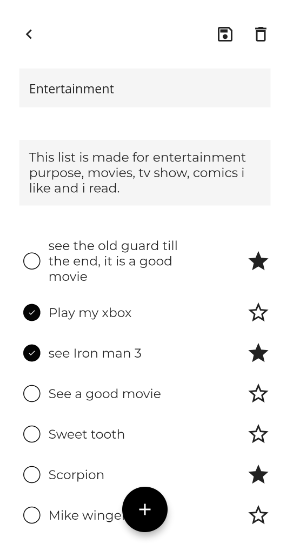 Entertainment
This list is made for entertainment
purpose, movies, tv show, comics i
like and i read.
see the old guard till
the end, it is a good
movie
Play my xbox
see Iron man 3
See a good movie
Sweet tooth
Scorpion
Mike